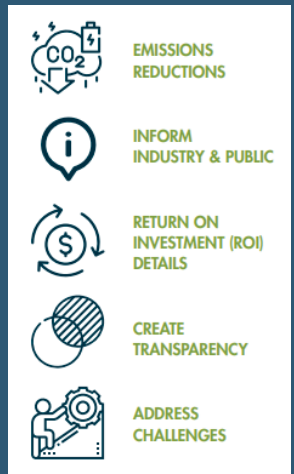 CO2
EMISSIONS
REDUCTIONS
i
INFORM
INDUSTRY & PUBLIC
$
RETURN ON
INVESTMENT (ROI)
DETAILS
CREATE
TRANSPARENCY
ADDRESS
CHALLENGES